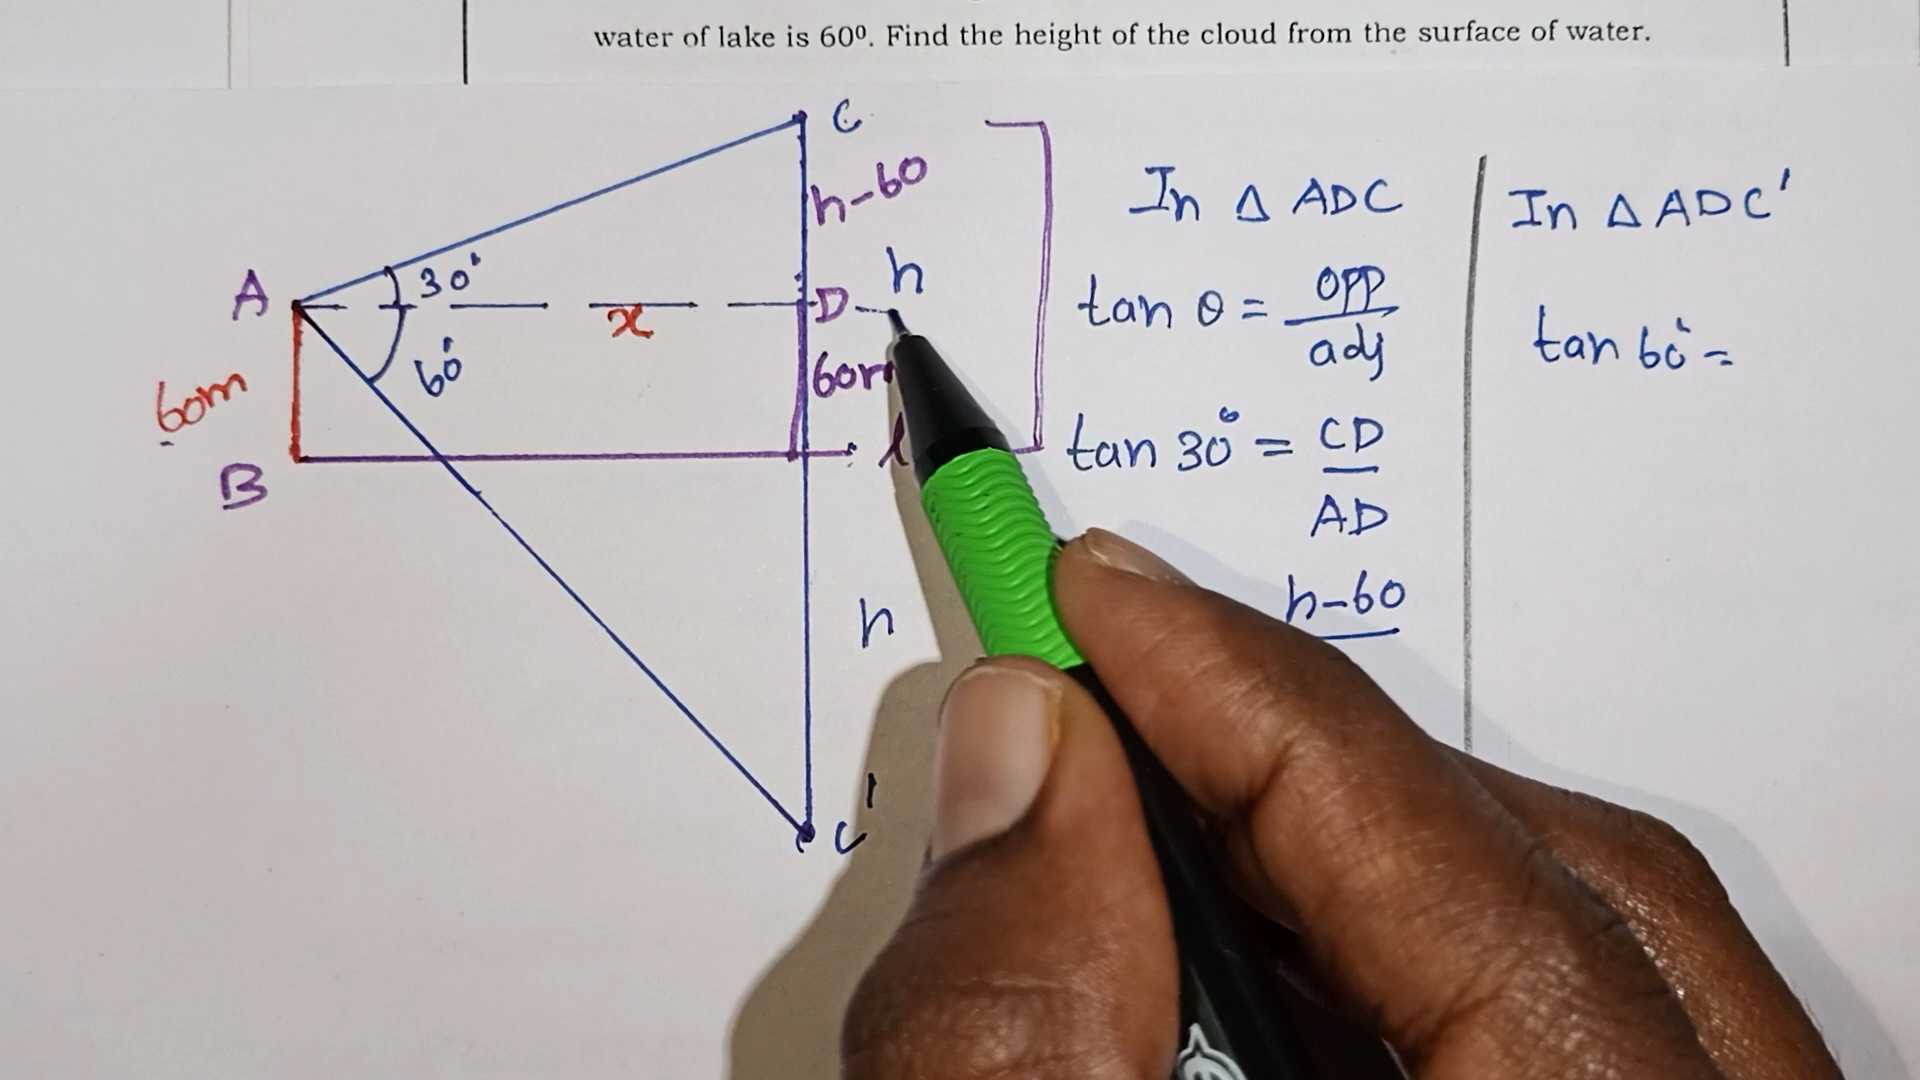 water of lake is 60⁰. Find the height of the cloud from the surface of water.
C
h-60
A
30°
D
h
x
60m
60°
B
h
C'
In Δ ADC
tan θ = opp/adj
tan 30° = CD/AD
h-60
In Δ ADC'
tan 60° =